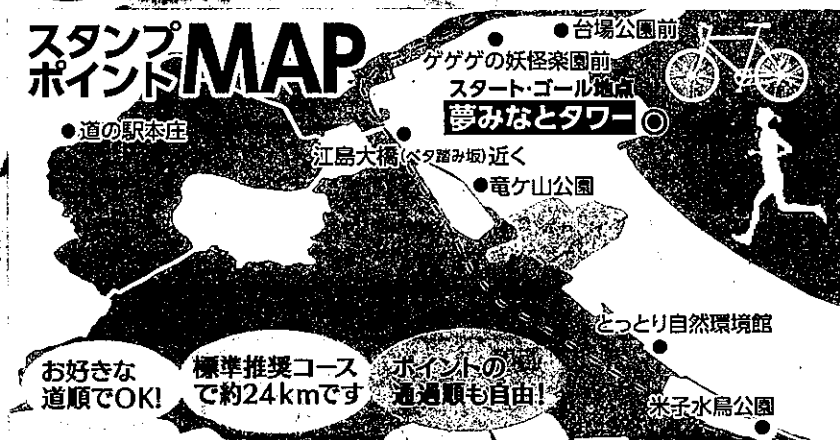 スタンプ
ポイントMAP
台場公園前
ゲゲゲの妖怪楽園前
スタート・ゴール地点
夢みなとタワー
道の駅本庄
江島大橋(ベタ踏み坂)近く
竜ケ山公園
とっとり自然環境館
お好きな
道順でOK!
標準推奨コース
で約24kmです
ポイントの
通過順も自由!
米子水鳥公園